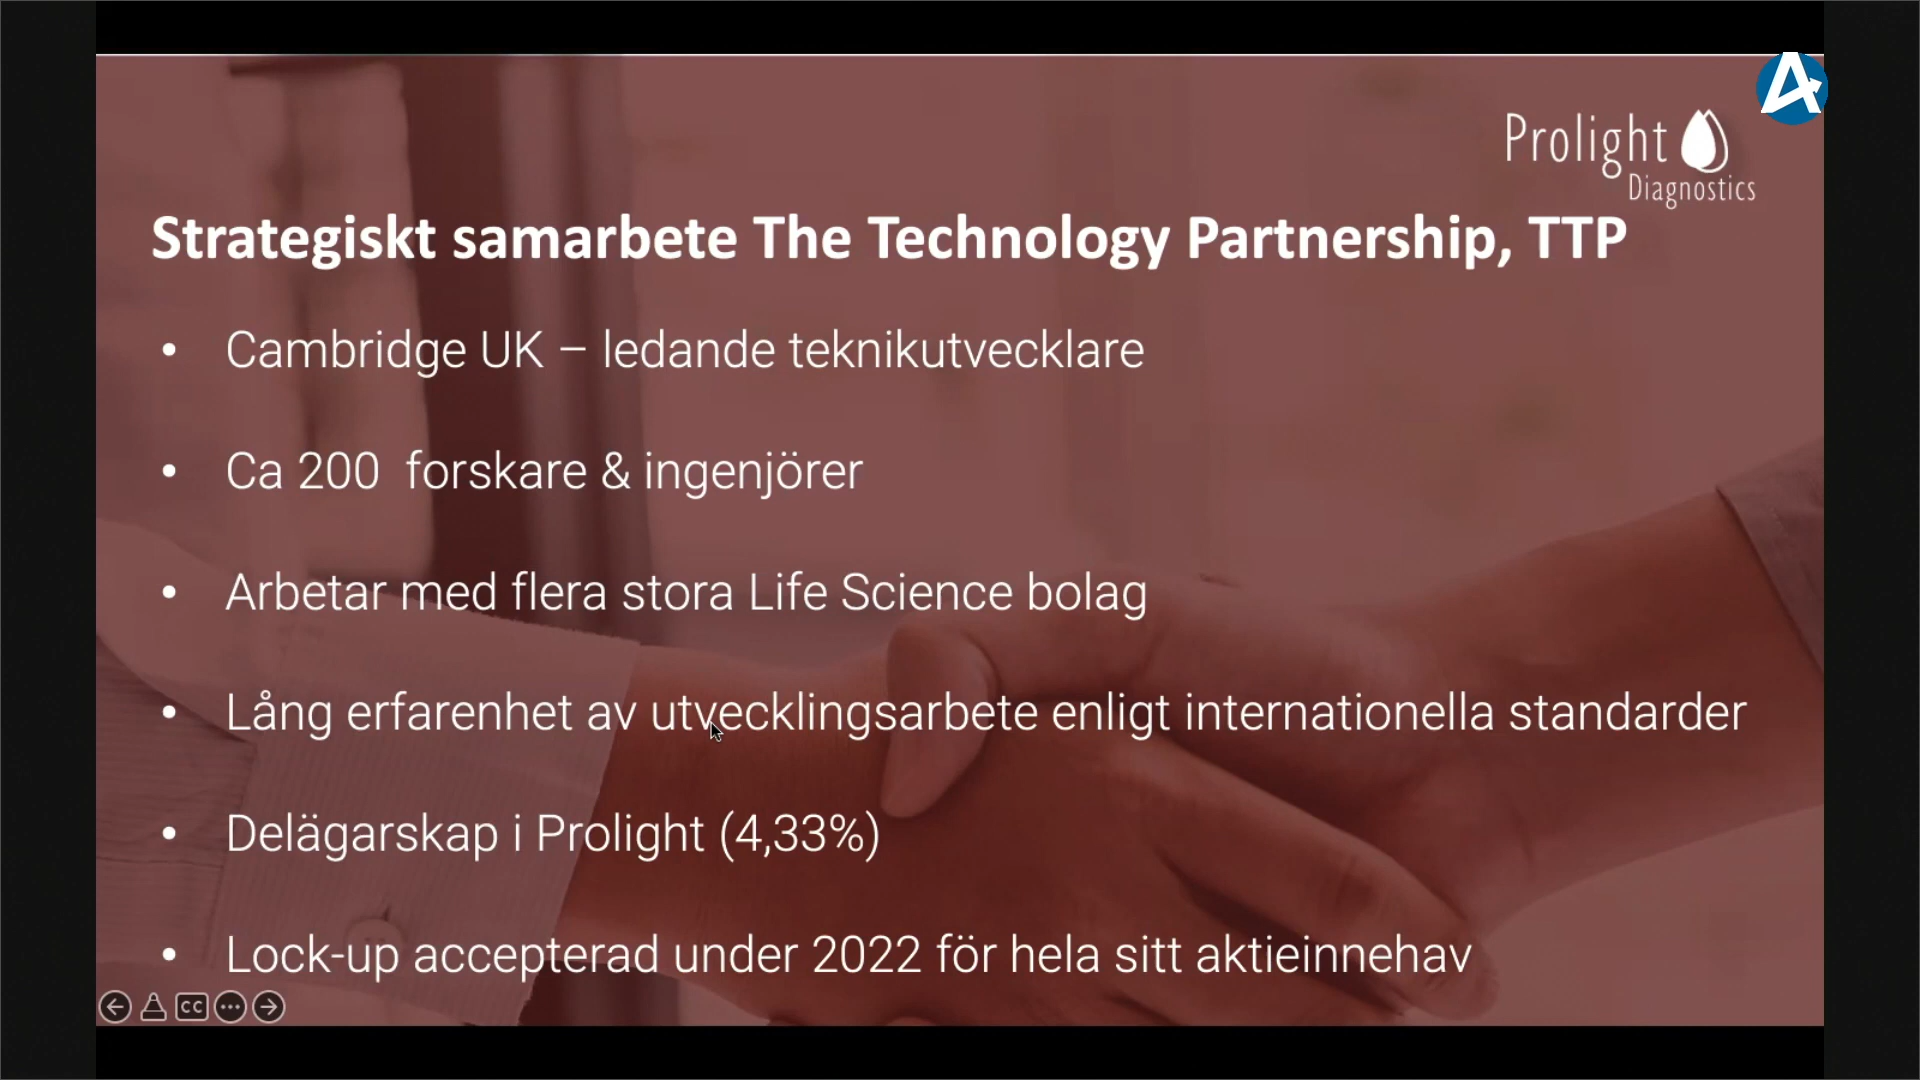 Prolight
Diagnostics
Strategiskt samarbete The Technology Partnership, TTP
• Cambridge UK – ledande teknikutvecklare
• Ca 200  forskare & ingenjörer
• Arbetar med flera stora Life Science bolag
• Lång erfarenhet av utvecklingsarbete enligt internationella standarder
• Delägarskap i Prolight (4,33%)
• Lock-up accepterad under 2022 för hela sitt aktieinnehav
CC